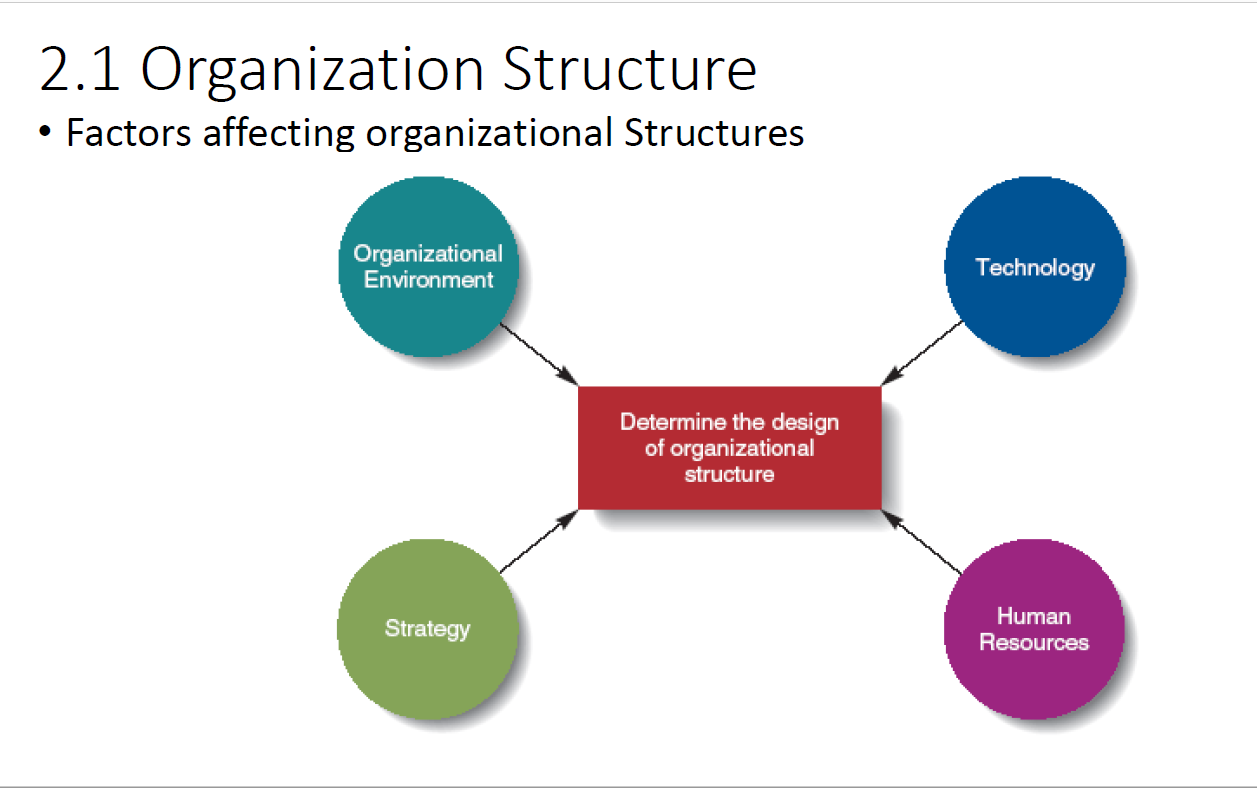 2.1 Organization Structure
• Factors affecting organizational Structures
Organizational
Environment
Technology
Determine the design
of organizational
structure
Strategy
Human
Resources